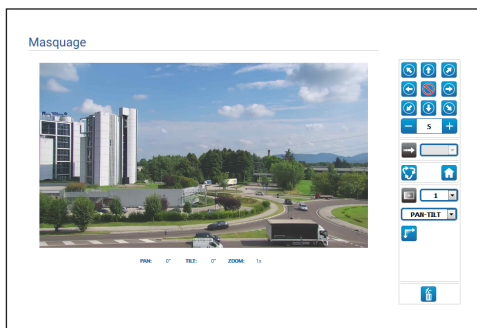 Masquage
5
1
PAN-TILT
PAN: 0° TILT: 0° ZOOM: 1x